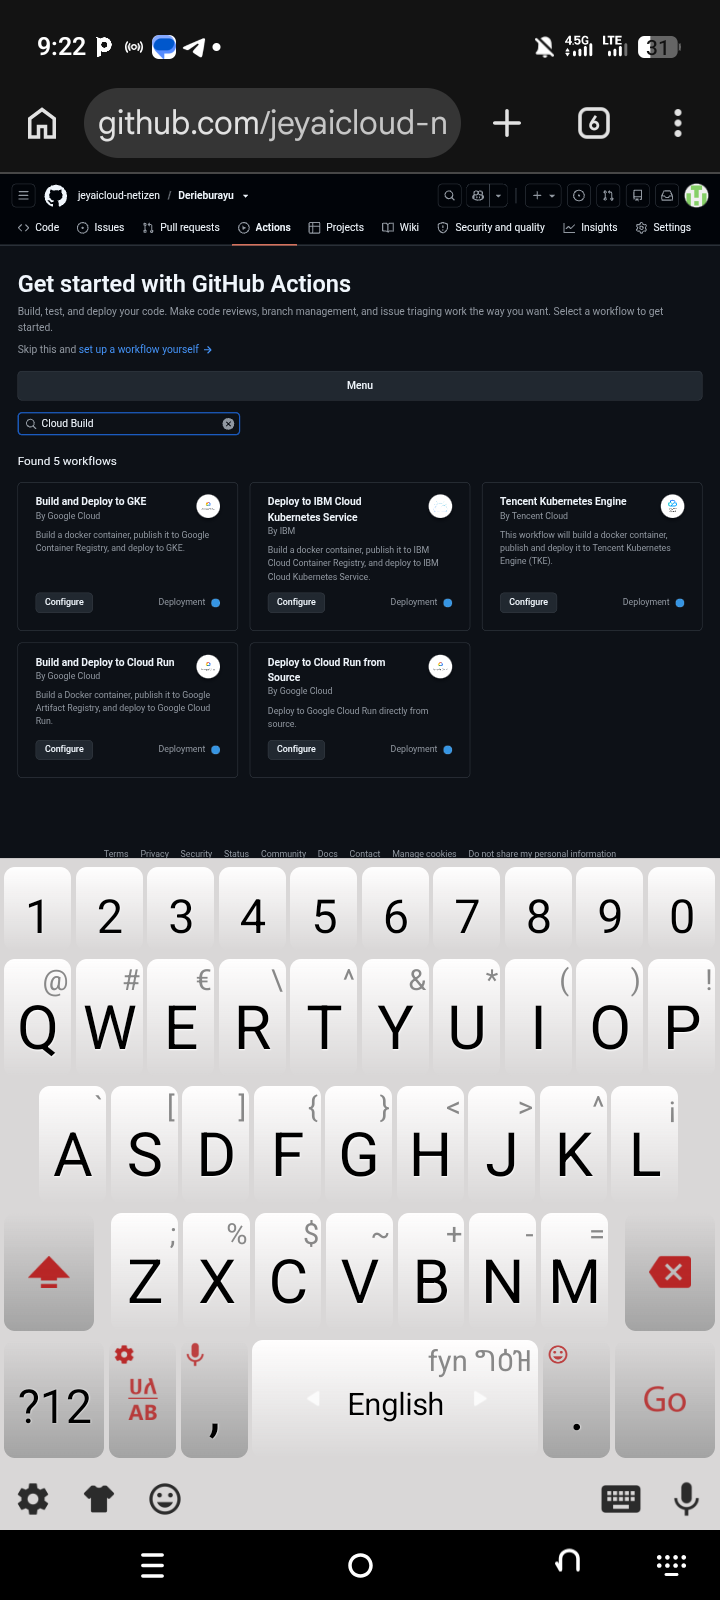 9:22
4.5G
LTE
31
github.com/jeyaicloud-n
6
jeyaicloud-netizen / Derieburayu
Code Issues Pull requests Actions Projects Wiki Security and quality Insights Settings
Get started with GitHub Actions
Build, test, and deploy your code. Make code reviews, branch management, and issue triaging work the way you want. Select a workflow to get
started.
Skip this and set up a workflow yourself →
Menu
Cloud Build
Found 5 workflows
Build and Deploy to GKE
By Google Cloud
Build a docker container, publish it to Google
Container Registry, and deploy to GKE.
Configure
Deployment
Deploy to IBM Cloud
Kubernetes Service
By IBM
Build a docker container, publish it to IBM
Cloud Container Registry, and deploy to IBM
Cloud Kubernetes Service.
Configure
Deployment
Tencent Kubernetes Engine
By Tencent Cloud
This workflow will build a docker container,
publish and deploy it to Tencent Kubernetes
Engine (TKE).
Configure
Deployment
Build and Deploy to Cloud Run
By Google Cloud
Build a Docker container, publish it to Google
Artifact Registry, and deploy to Google Cloud
Run.
Configure
Deployment
Deploy to Cloud Run from
Source
By Google Cloud
Deploy to Google Cloud Run directly from
source.
Configure
Deployment
Terms Privacy Security Status Community Docs Contact Manage cookies Do not share my personal information
1 2 3 4 5 6 7 8 9 0
@ # € \ ^ & * ( ) !
Q W E R T Y U I O P
` [ ] { } < > ^ ¡
A S D F G H J K L
; % $ ~ + - =
Z X C V B N M
?12
AB
,
English
.
Go